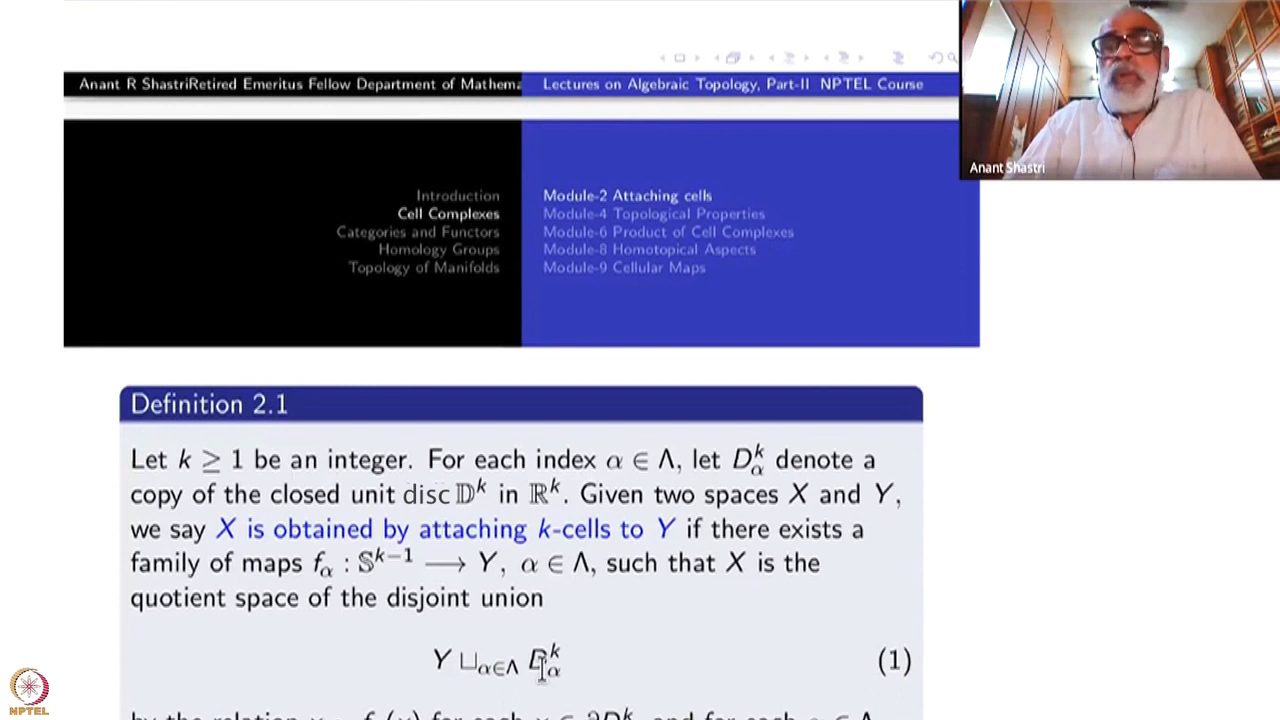 Anant R ShastriRetired Emeritus Fellow Department of Mathema
Lectures on Algebraic Topology, Part-II NPTEL Course
Anant Shastri
Introduction
Cell Complexes
Categories and Functors
Homology Groups
Topology of Manifolds
Module-2 Attaching cells
Module-4 Topological Properties
Module-6 Product of Cell Complexes
Module-8 Homotopical Aspects
Module-9 Cellular Maps
Definition 2.1
Let k ≥ 1 be an integer. For each index α ∈ Λ, let D^k_α denote a
copy of the closed unit disc 𝔻^k in ℝ^k. Given two spaces X and Y,
we say X is obtained by attaching k-cells to Y if there exists a
family of maps f_α : 𝕊^{k−1} ⟶ Y, α ∈ Λ, such that X is the
quotient space of the disjoint union
Y ⊔_{α∈Λ} D^k_α (1)
NPTEL